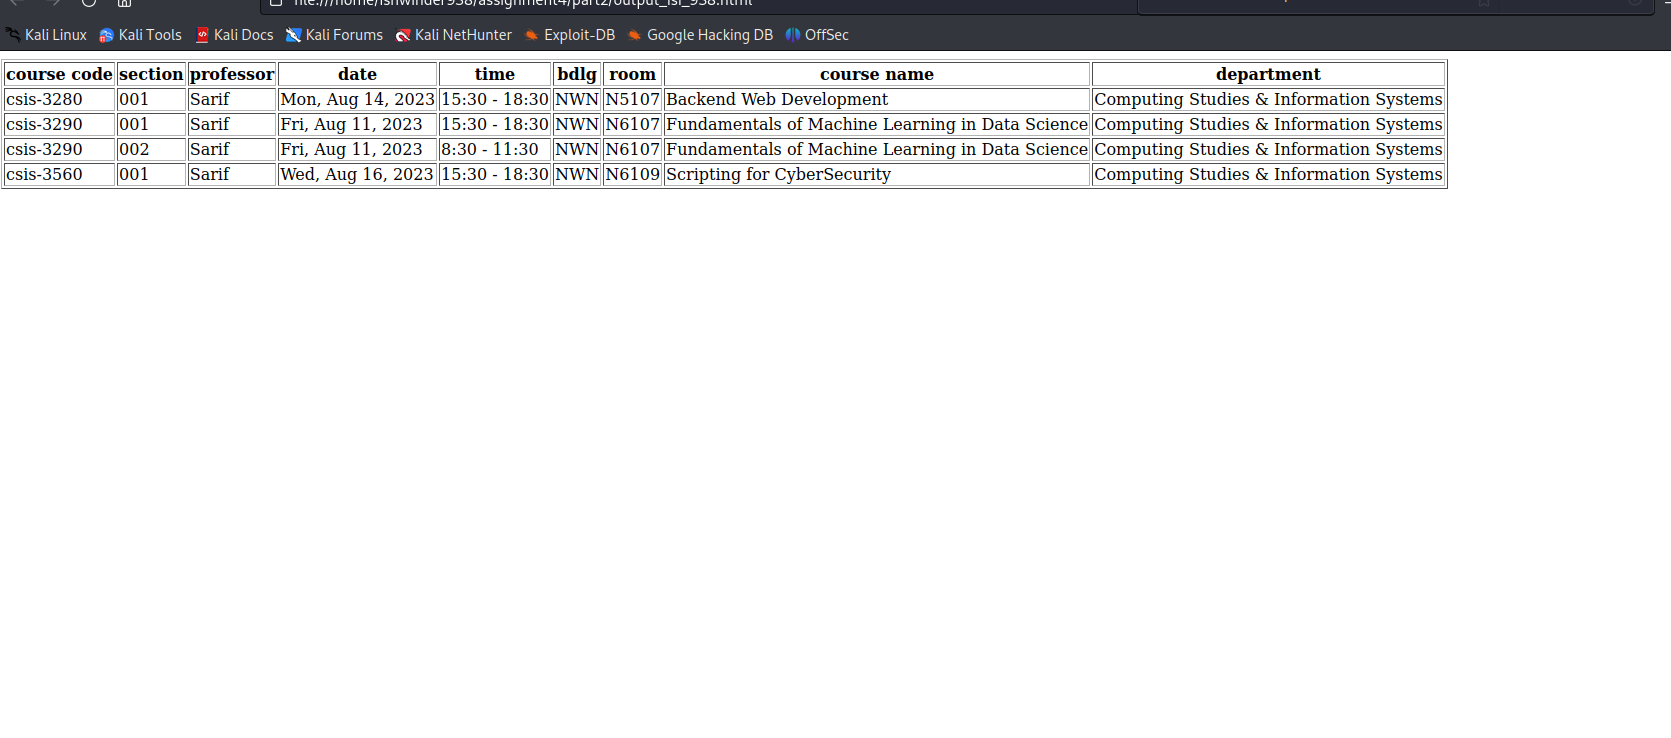 file:///home/ishwinder938/assignment4/part2/output_isi_938.html
Kali Linux Kali Tools Kali Docs Kali Forums Kali NetHunter Exploit-DB Google Hacking DB OffSec
course code section professor date time bdlg room course name department
csis-3280 001 Sarif Mon, Aug 14, 2023 15:30 - 18:30 NWN N5107 Backend Web Development Computing Studies & Information Systems
csis-3290 001 Sarif Fri, Aug 11, 2023 15:30 - 18:30 NWN N6107 Fundamentals of Machine Learning in Data Science Computing Studies & Information Systems
csis-3290 002 Sarif Fri, Aug 11, 2023 8:30 - 11:30 NWN N6107 Fundamentals of Machine Learning in Data Science Computing Studies & Information Systems
csis-3560 001 Sarif Wed, Aug 16, 2023 15:30 - 18:30 NWN N6109 Scripting for CyberSecurity Computing Studies & Information Systems